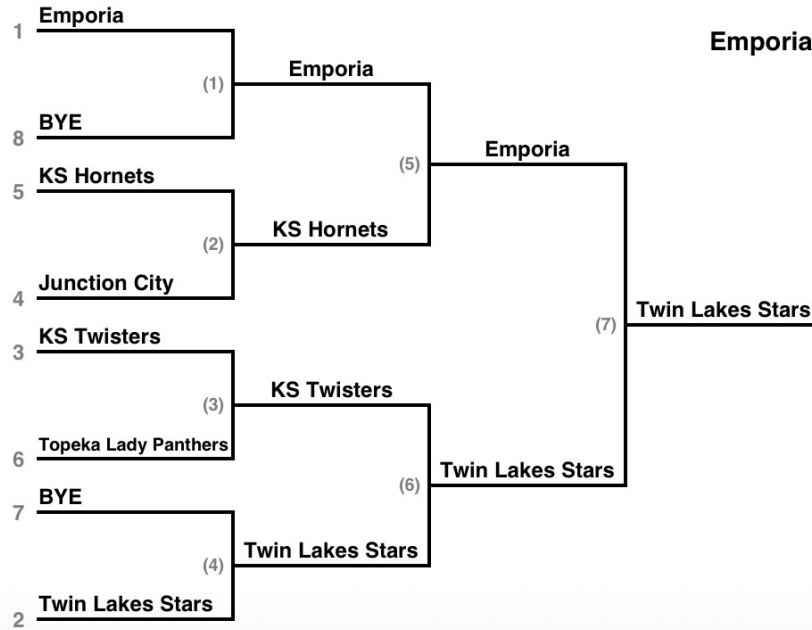 Emporia
1
Emporia
Emporia
(1)
BYE
8
Emporia
(5)
KS Hornets
5
KS Hornets
(2)
Junction City
4
Twin Lakes Stars
(7)
KS Twisters
3
KS Twisters
(3)
Topeka Lady Panthers
6
Twin Lakes Stars
(6)
BYE
7
Twin Lakes Stars
(4)
Twin Lakes Stars
2